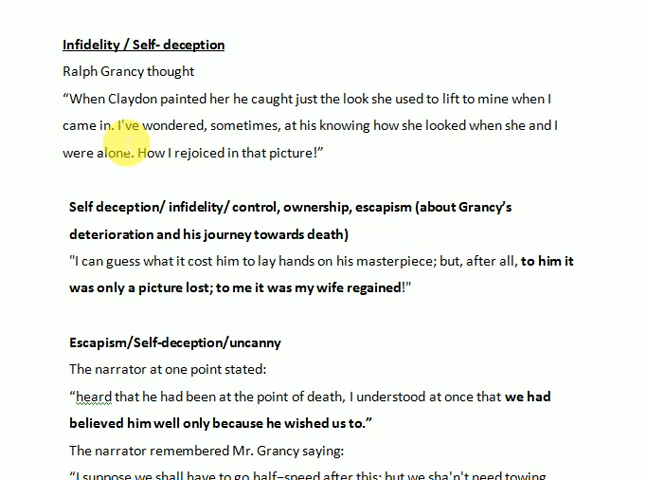 Infidelity / Self- deception
Ralph Grancy thought
“When Claydon painted her he caught just the look she used to lift to mine when I
came in. I've wondered, sometimes, at his knowing how she looked when she and I
were alone. How I rejoiced in that picture!”
Self deception/ infidelity/ control, ownership, escapism (about Grancy’s
deterioration and his journey towards death)
"I can guess what it cost him to lay hands on his masterpiece; but, after all, to him it
was only a picture lost; to me it was my wife regained!"
Escapism/Self-deception/uncanny
The narrator at one point stated:
“heard that he had been at the point of death, I understood at once that we had
believed him well only because he wished us to.”
The narrator remembered Mr. Grancy saying:
“I suppose we shall have to go half–speed after this; but we sha'n't need towing